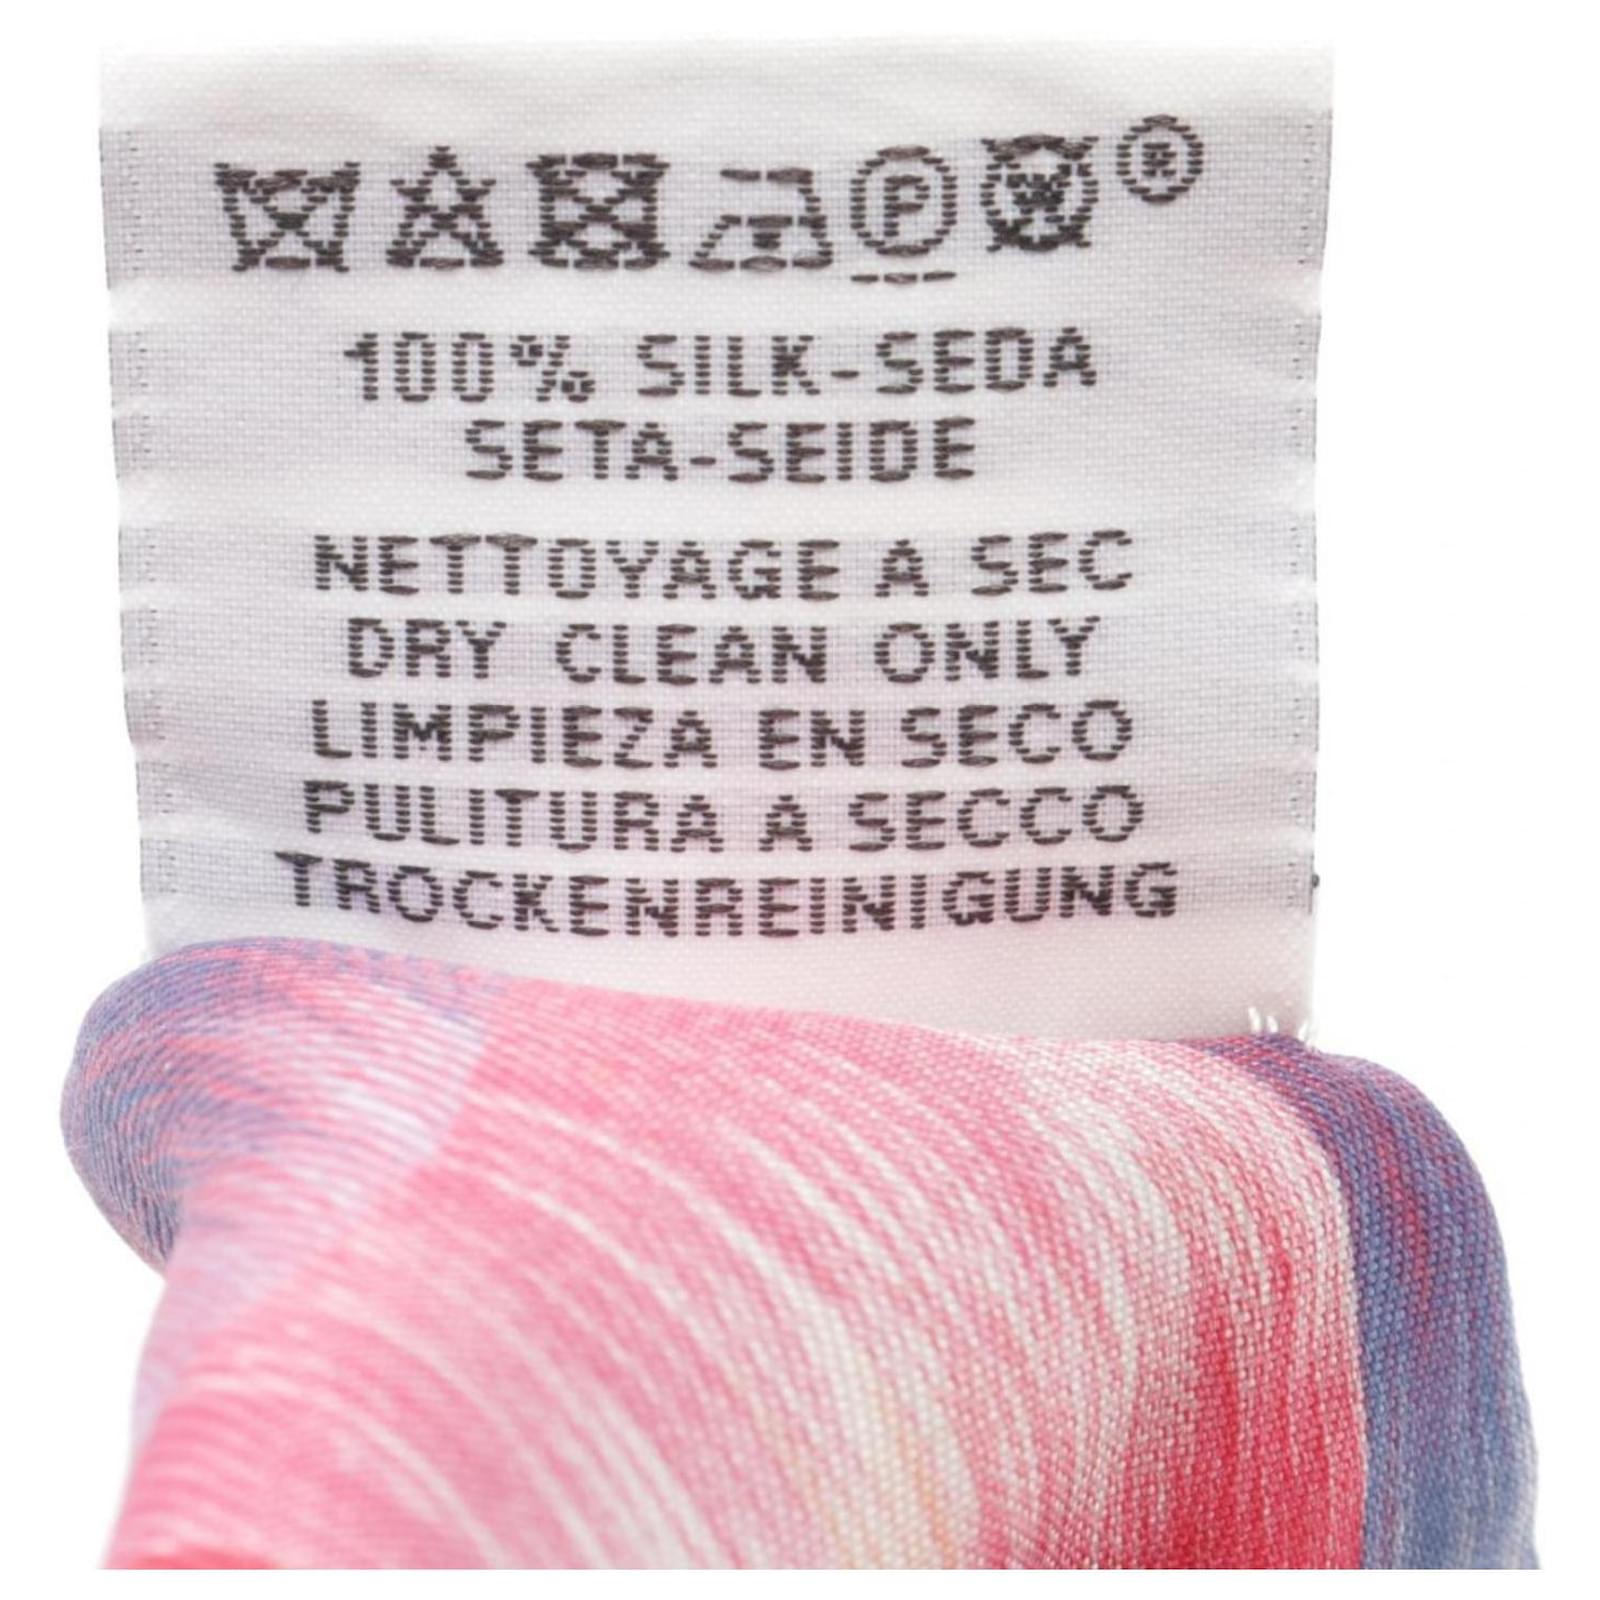 P W ®
100% SILK-SEDA
SETA-SEIDE
NETTOYAGE A SEC
DRY CLEAN ONLY
LIMPIEZA EN SECO
PULITURA A SECCO
TROCKENREINIGUNG